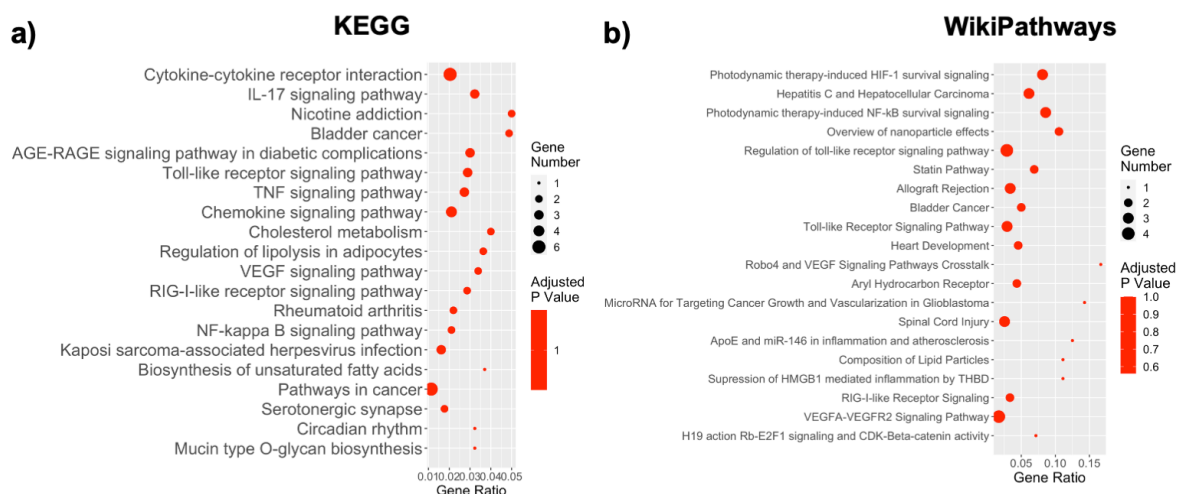 a)
KEGG
Cytokine-cytokine receptor interaction
IL-17 signaling pathway
Nicotine addiction
Bladder cancer
AGE-RAGE signaling pathway in diabetic complications
Toll-like receptor signaling pathway
TNF signaling pathway
Chemokine signaling pathway
Cholesterol metabolism
Regulation of lipolysis in adipocytes
VEGF signaling pathway
RIG-I-like receptor signaling pathway
Rheumatoid arthritis
NF-kappa B signaling pathway
Kaposi sarcoma-associated herpesvirus infection
Biosynthesis of unsaturated fatty acids
Pathways in cancer
Serotonergic synapse
Circadian rhythm
Mucin type O-glycan biosynthesis
0.01 0.02 0.03 0.04 0.05
Gene Ratio
Gene
Number
1
2
3
4
6
Adjusted
P Value
1
b)
WikiPathways
Photodynamic therapy-induced HIF-1 survival signaling
Hepatitis C and Hepatocellular Carcinoma
Photodynamic therapy-induced NF-kB survival signaling
Overview of nanoparticle effects
Regulation of toll-like receptor signaling pathway
Statin Pathway
Allograft Rejection
Bladder Cancer
Toll-like Receptor Signaling Pathway
Heart Development
Robo4 and VEGF Signaling Pathways Crosstalk
Aryl Hydrocarbon Receptor
MicroRNA for Targeting Cancer Growth and Vascularization in Glioblastoma
Spinal Cord Injury
ApoE and miR-146 in inflammation and atherosclerosis
Composition of Lipid Particles
Supression of HMGB1 mediated inflammation by THBD
RIG-I-like Receptor Signaling
VEGFA-VEGFR2 Signaling Pathway
H19 action Rb-E2F1 signaling and CDK-Beta-catenin activity
0.05 0.10 0.15
Gene Ratio
Gene
Number
1
2
3
4
Adjusted
P Value
1.0
0.9
0.8
0.7
0.6